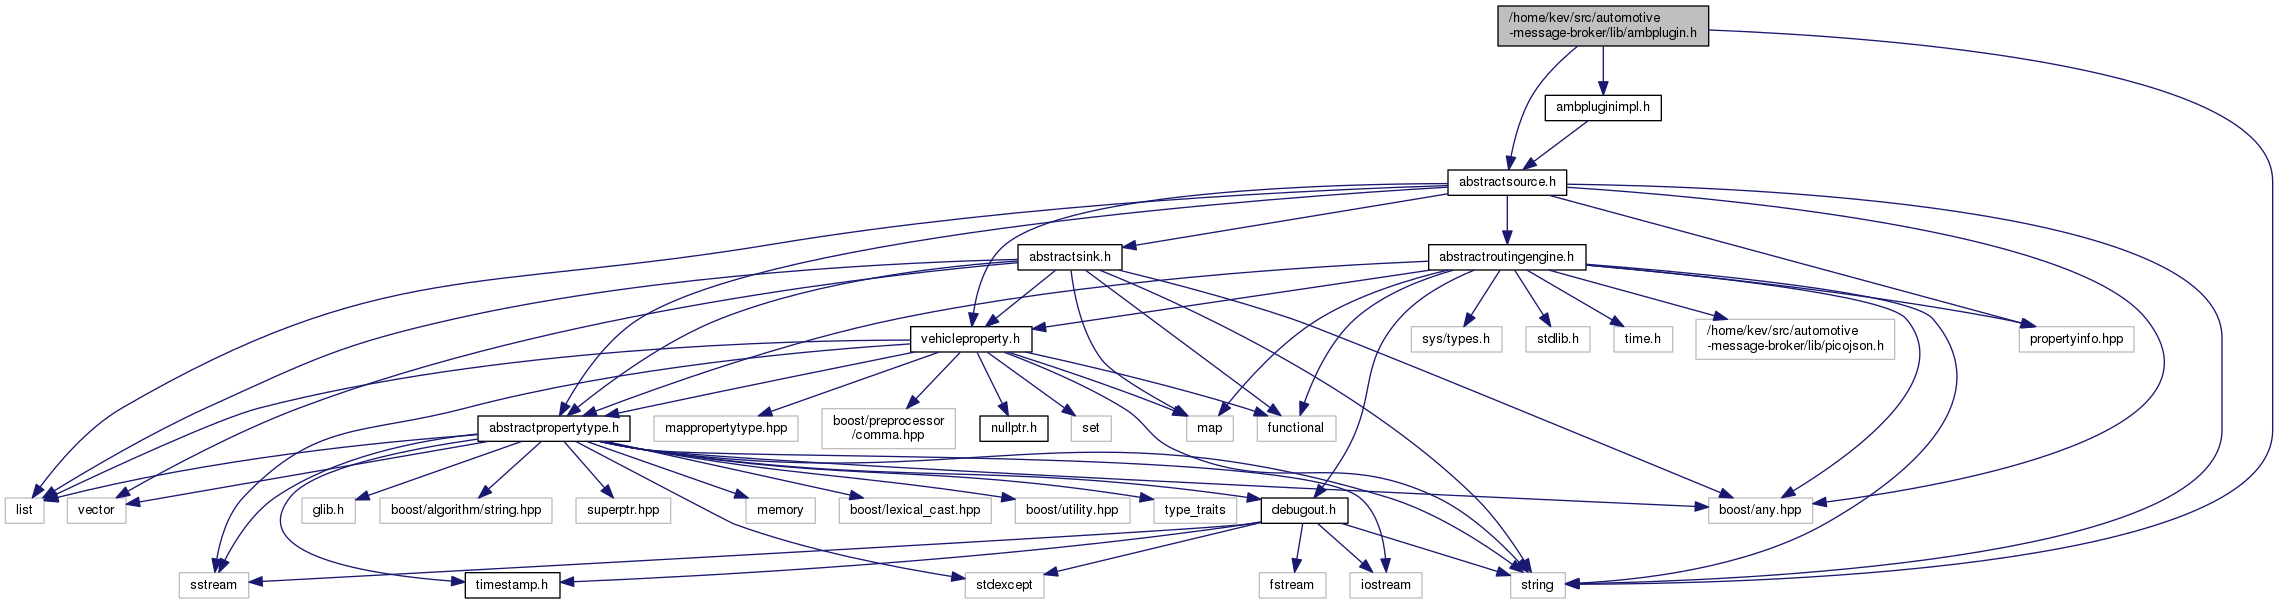 /home/kev/src/automotive
-message-broker/lib/ambplugin.h
ambpluginimpl.h
abstractsource.h
abstractsink.h
abstractroutingengine.h
vehicleproperty.h
sys/types.h
stdlib.h
time.h
/home/kev/src/automotive
-message-broker/lib/picojson.h
propertyinfo.hpp
abstractpropertytype.h
mappropertytype.hpp
boost/preprocessor
/comma.hpp
nullptr.h
set
map
functional
list
vector
glib.h
boost/algorithm/string.hpp
superptr.hpp
memory
boost/lexical_cast.hpp
boost/utility.hpp
type_traits
debugout.h
boost/any.hpp
sstream
timestamp.h
stdexcept
fstream
iostream
string